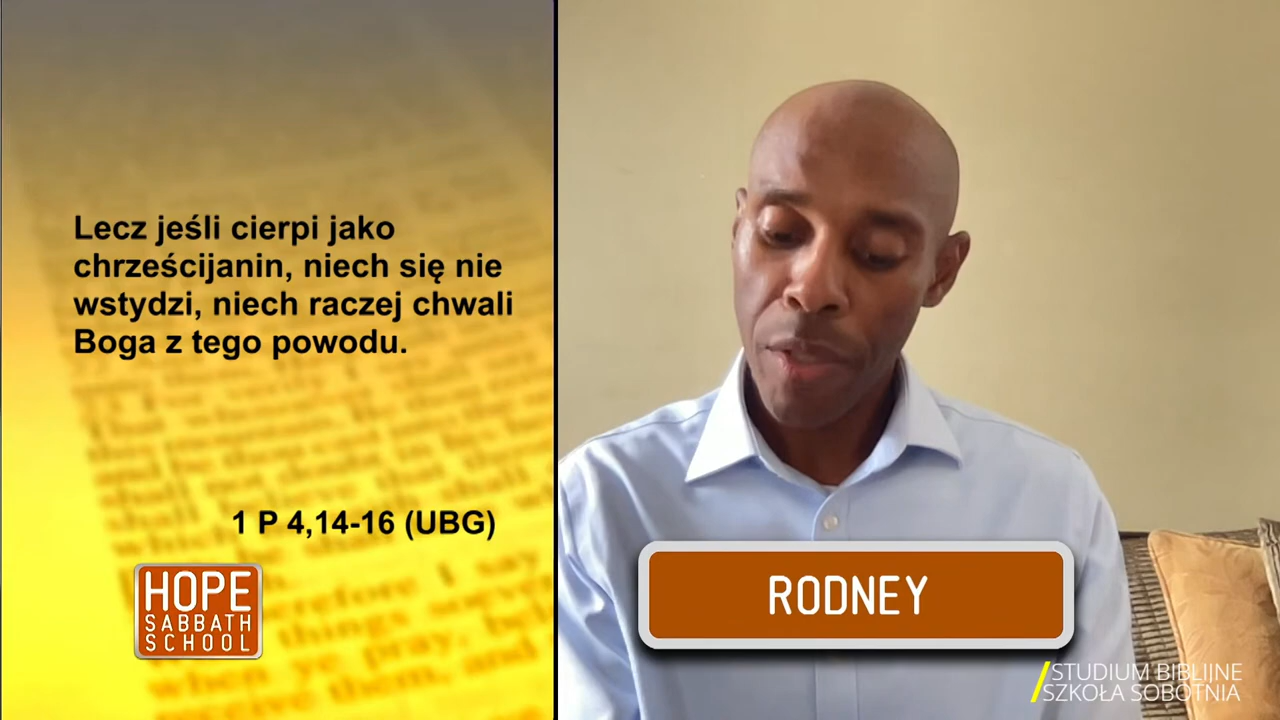 Lecz jeśli cierpi jako
chrześcijanin, niech się nie
wstydzi, niech raczej chwali
Boga z tego powodu.
1 P 4,14-16 (UBG)
HOPE
SABBATH
SCHOOL
RODNEY
STUDIUM BIBLIJNE
SZKOŁA SOBOTNIA